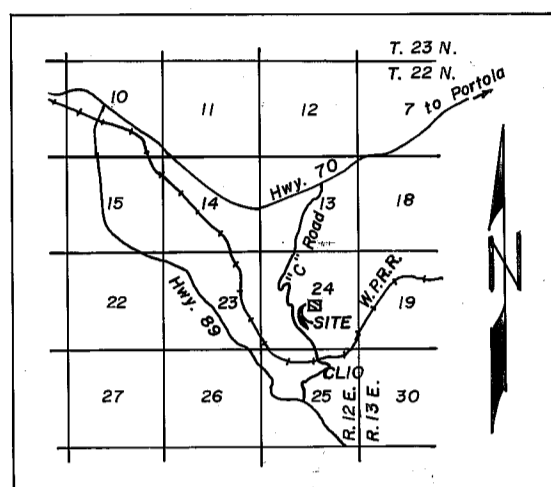 T. 23 N.
T. 22 N.
10
11
12
7
to Portola
Hwy. 70
15
14
13
18
"C" Road
W.P.R.R.
22
Hwy. 89
23
24
19
SITE
CLIO
27
26
25
30
R. 12 E.
R. 13 E.
N